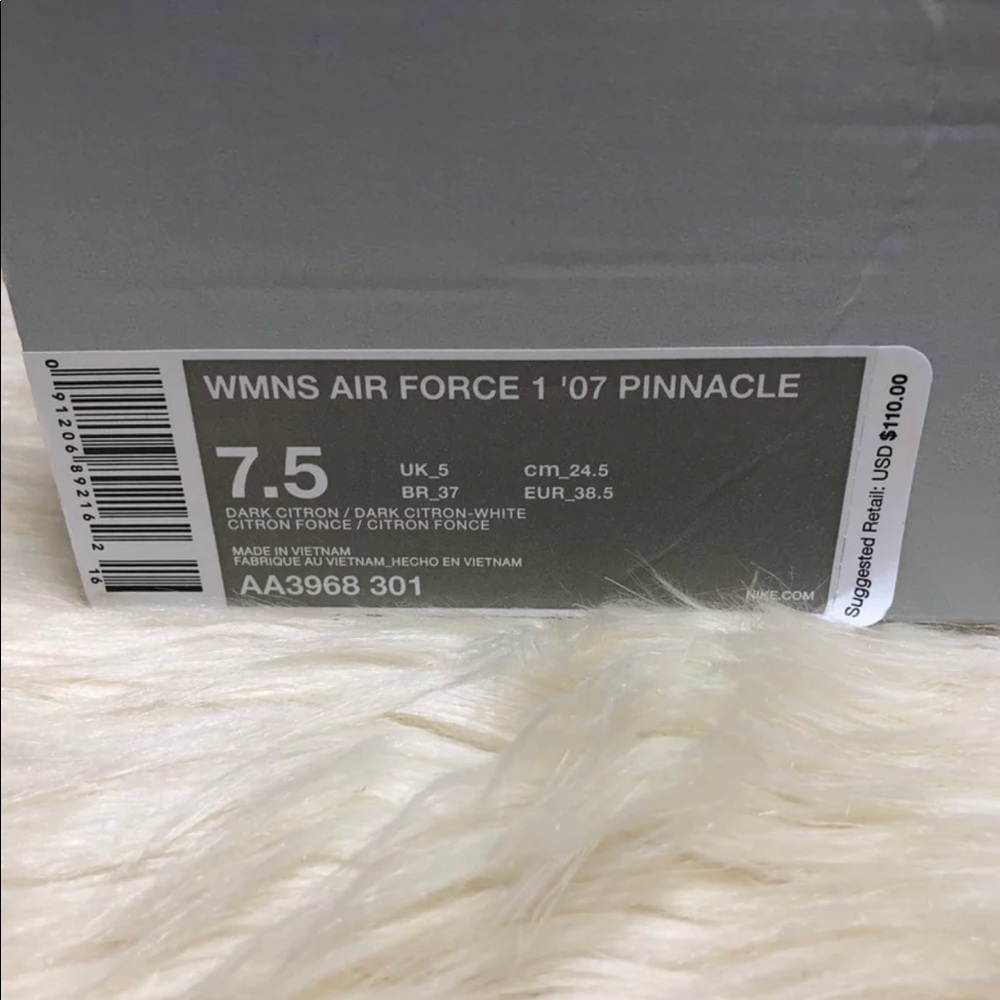 WMNS AIR FORCE 1 '07 PINNACLE
7.5
UK_5 cm_24.5
BR_37 EUR_38.5
DARK CITRON / DARK CITRON-WHITE
CITRON FONCE / CITRON FONCE
MADE IN VIETNAM
FABRIQUE AU VIETNAM_HECHO EN VIETNAM
AA3968 301
NIKE.COM
Suggested Retail: USD $110.00
0 91206 89216 2 16